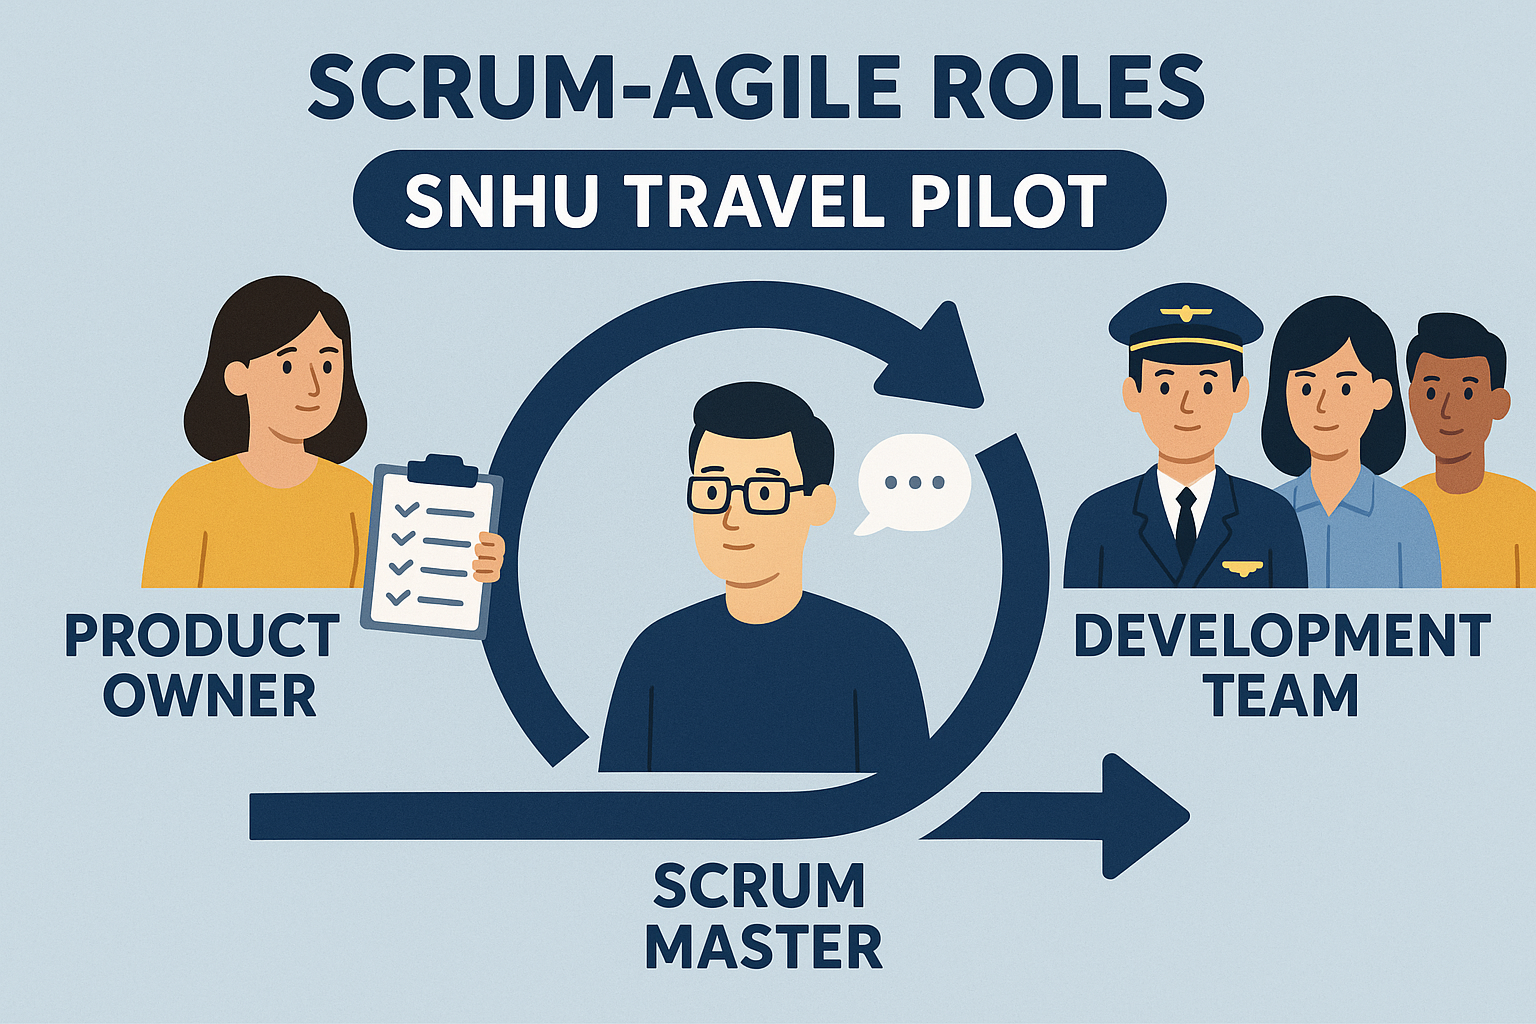 SCRUM-AGILE ROLES
SNHU TRAVEL PILOT
PRODUCT
OWNER
DEVELOPMENT
TEAM
SCRUM
MASTER